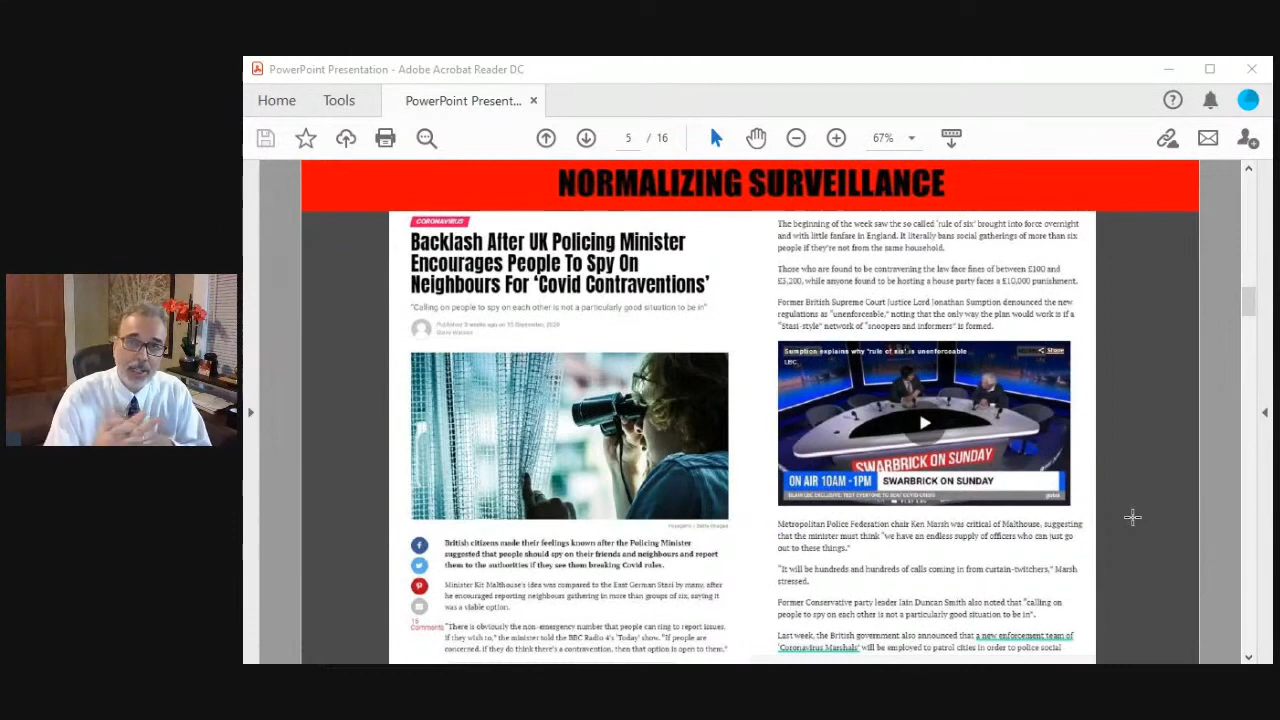 PowerPoint Presentation - Adobe Acrobat Reader DC
Home
Tools
PowerPoint Present...
5 / 16
67%
NORMALIZING SURVEILLANCE
CORONAVIRUS
Backlash After UK Policing Minister
Encourages People To Spy On
Neighbours For ‘Covid Contraventions’
"Calling on people to spy on each other is not a particularly good situation to be in"
Published 3 weeks ago on 15 September, 2020
Steve Watson
British citizens made their feelings known after the Policing Minister
suggested that people should spy on their friends and neighbours and report
them to the authorities if they see them breaking Covid rules.
Minister Kit Malthouse's idea was compared to the East German Stasi by many, after
he encouraged reporting neighbours gathering in more than groups of six, saying it
was a viable option.
16
Comments
"There is obviously the non-emergency number that people can ring to report issues,
if they wish to," the minister told the BBC Radio 4's 'Today' show. "If people are
concerned, if they do think there's a contravention, then that option is open to them."
The beginning of the week saw the so called 'rule of six' brought into force overnight
and with little fanfare in England. It literally bans social gatherings of more than six
people if they're not from the same household.
Those who are found to be contravening the law face fines of between £100 and
£3,200, while anyone found to be hosting a house party faces a £10,000 punishment.
Former British Supreme Court Justice Lord Jonathan Sumption denounced the new
regulations as "unenforceable," noting that the only way the plan would work is if a
"Stasi-style" network of "snoopers and informers" is formed.
Sumption explains why "rule of six" is unenforceable
Share
LBC
SWARBRICK ON SUNDAY
ON AIR 10AM -1PM
SWARBRICK ON SUNDAY
global
Metropolitan Police Federation chair Ken Marsh was critical of Malthouse, suggesting
that the minister must think "we have an endless supply of officers who can just go
out to these things."
"It will be hundreds and hundreds of calls coming in from curtain-twitchers," Marsh
stressed.
Former Conservative party leader Iain Duncan Smith also noted that "calling on
people to spy on each other is not a particularly good situation to be in".
Last week, the British government also announced that a new enforcement team of
'Coronavirus Marshals' will be employed to patrol cities in order to police social